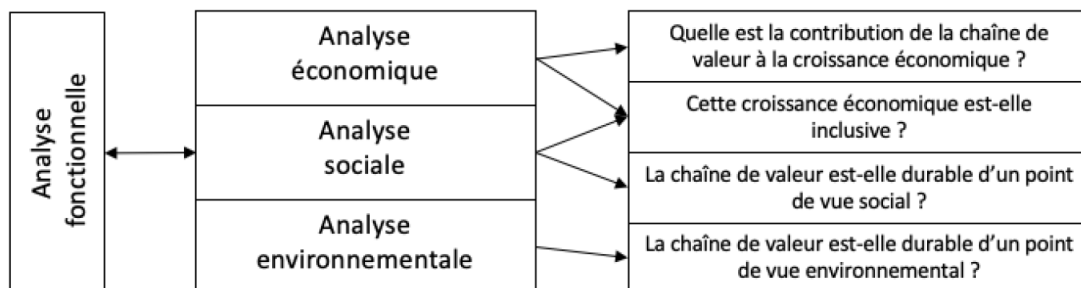 Analyse
fonctionnelle
Analyse
économique
Analyse
sociale
Analyse
environnementale
Quelle est la contribution de la chaîne de
valeur à la croissance économique ?
Cette croissance économique est-elle
inclusive ?
La chaîne de valeur est-elle durable d'un point
de vue social ?
La chaîne de valeur est-elle durable d'un point
de vue environnemental ?